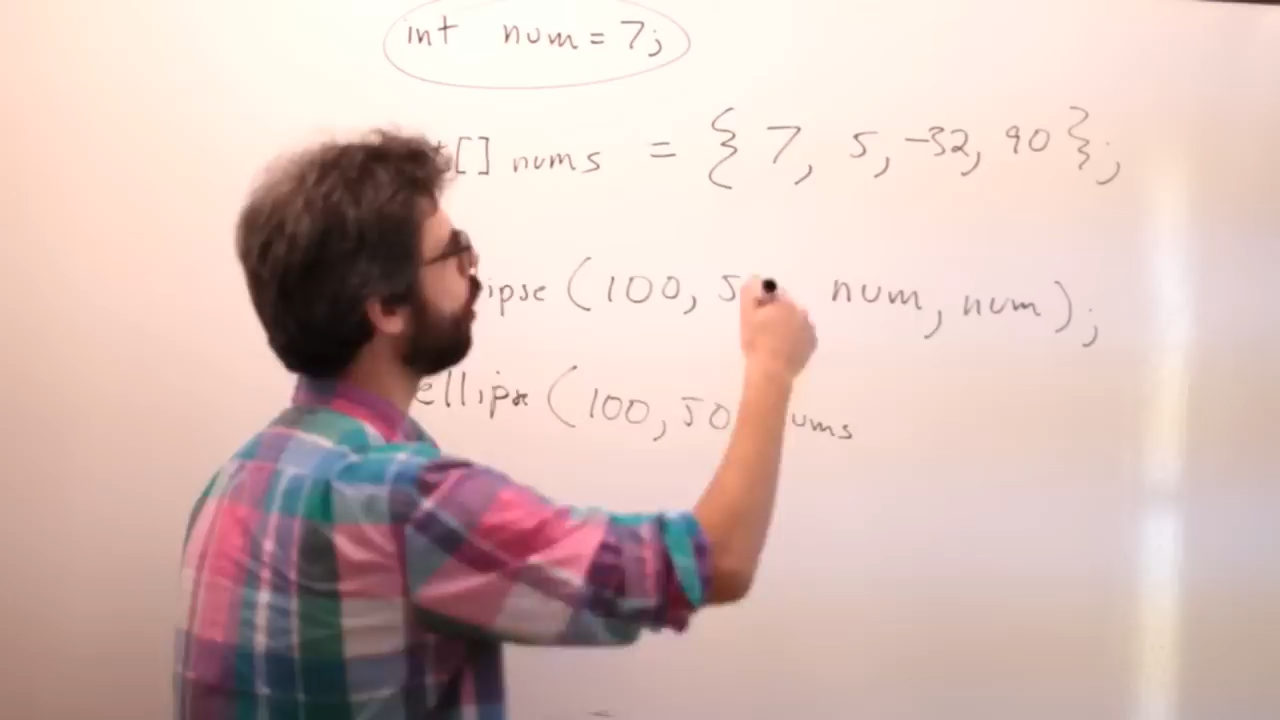 int num = 7;
[] nums = { 7, 5, -32, 90 };
ipse (100, 5 num, num );
ellipse (100, 50 ums